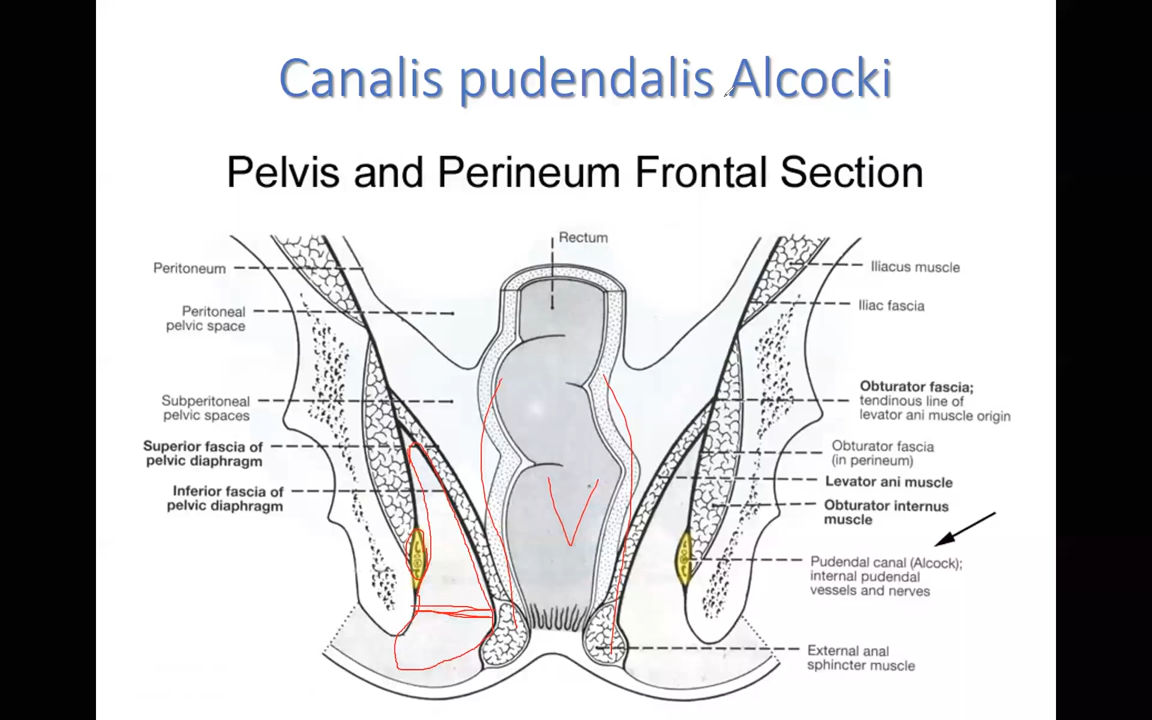 Canalis pudendalis Alcocki
Pelvis and Perineum Frontal Section
Rectum
Peritoneum
Peritoneal
pelvic space
Subperitoneal
pelvic spaces
Superior fascia of
pelvic diaphragm
Inferior fascia of
pelvic diaphragm
Iliacus muscle
Iliac fascia
Obturator fascia;
tendinous line of
levator ani muscle origin
Obturator fascia
(in perineum)
Levator ani muscle
Obturator internus
muscle
Pudendal canal (Alcock);
internal pudendal
vessels and nerves
External anal
sphincter muscle